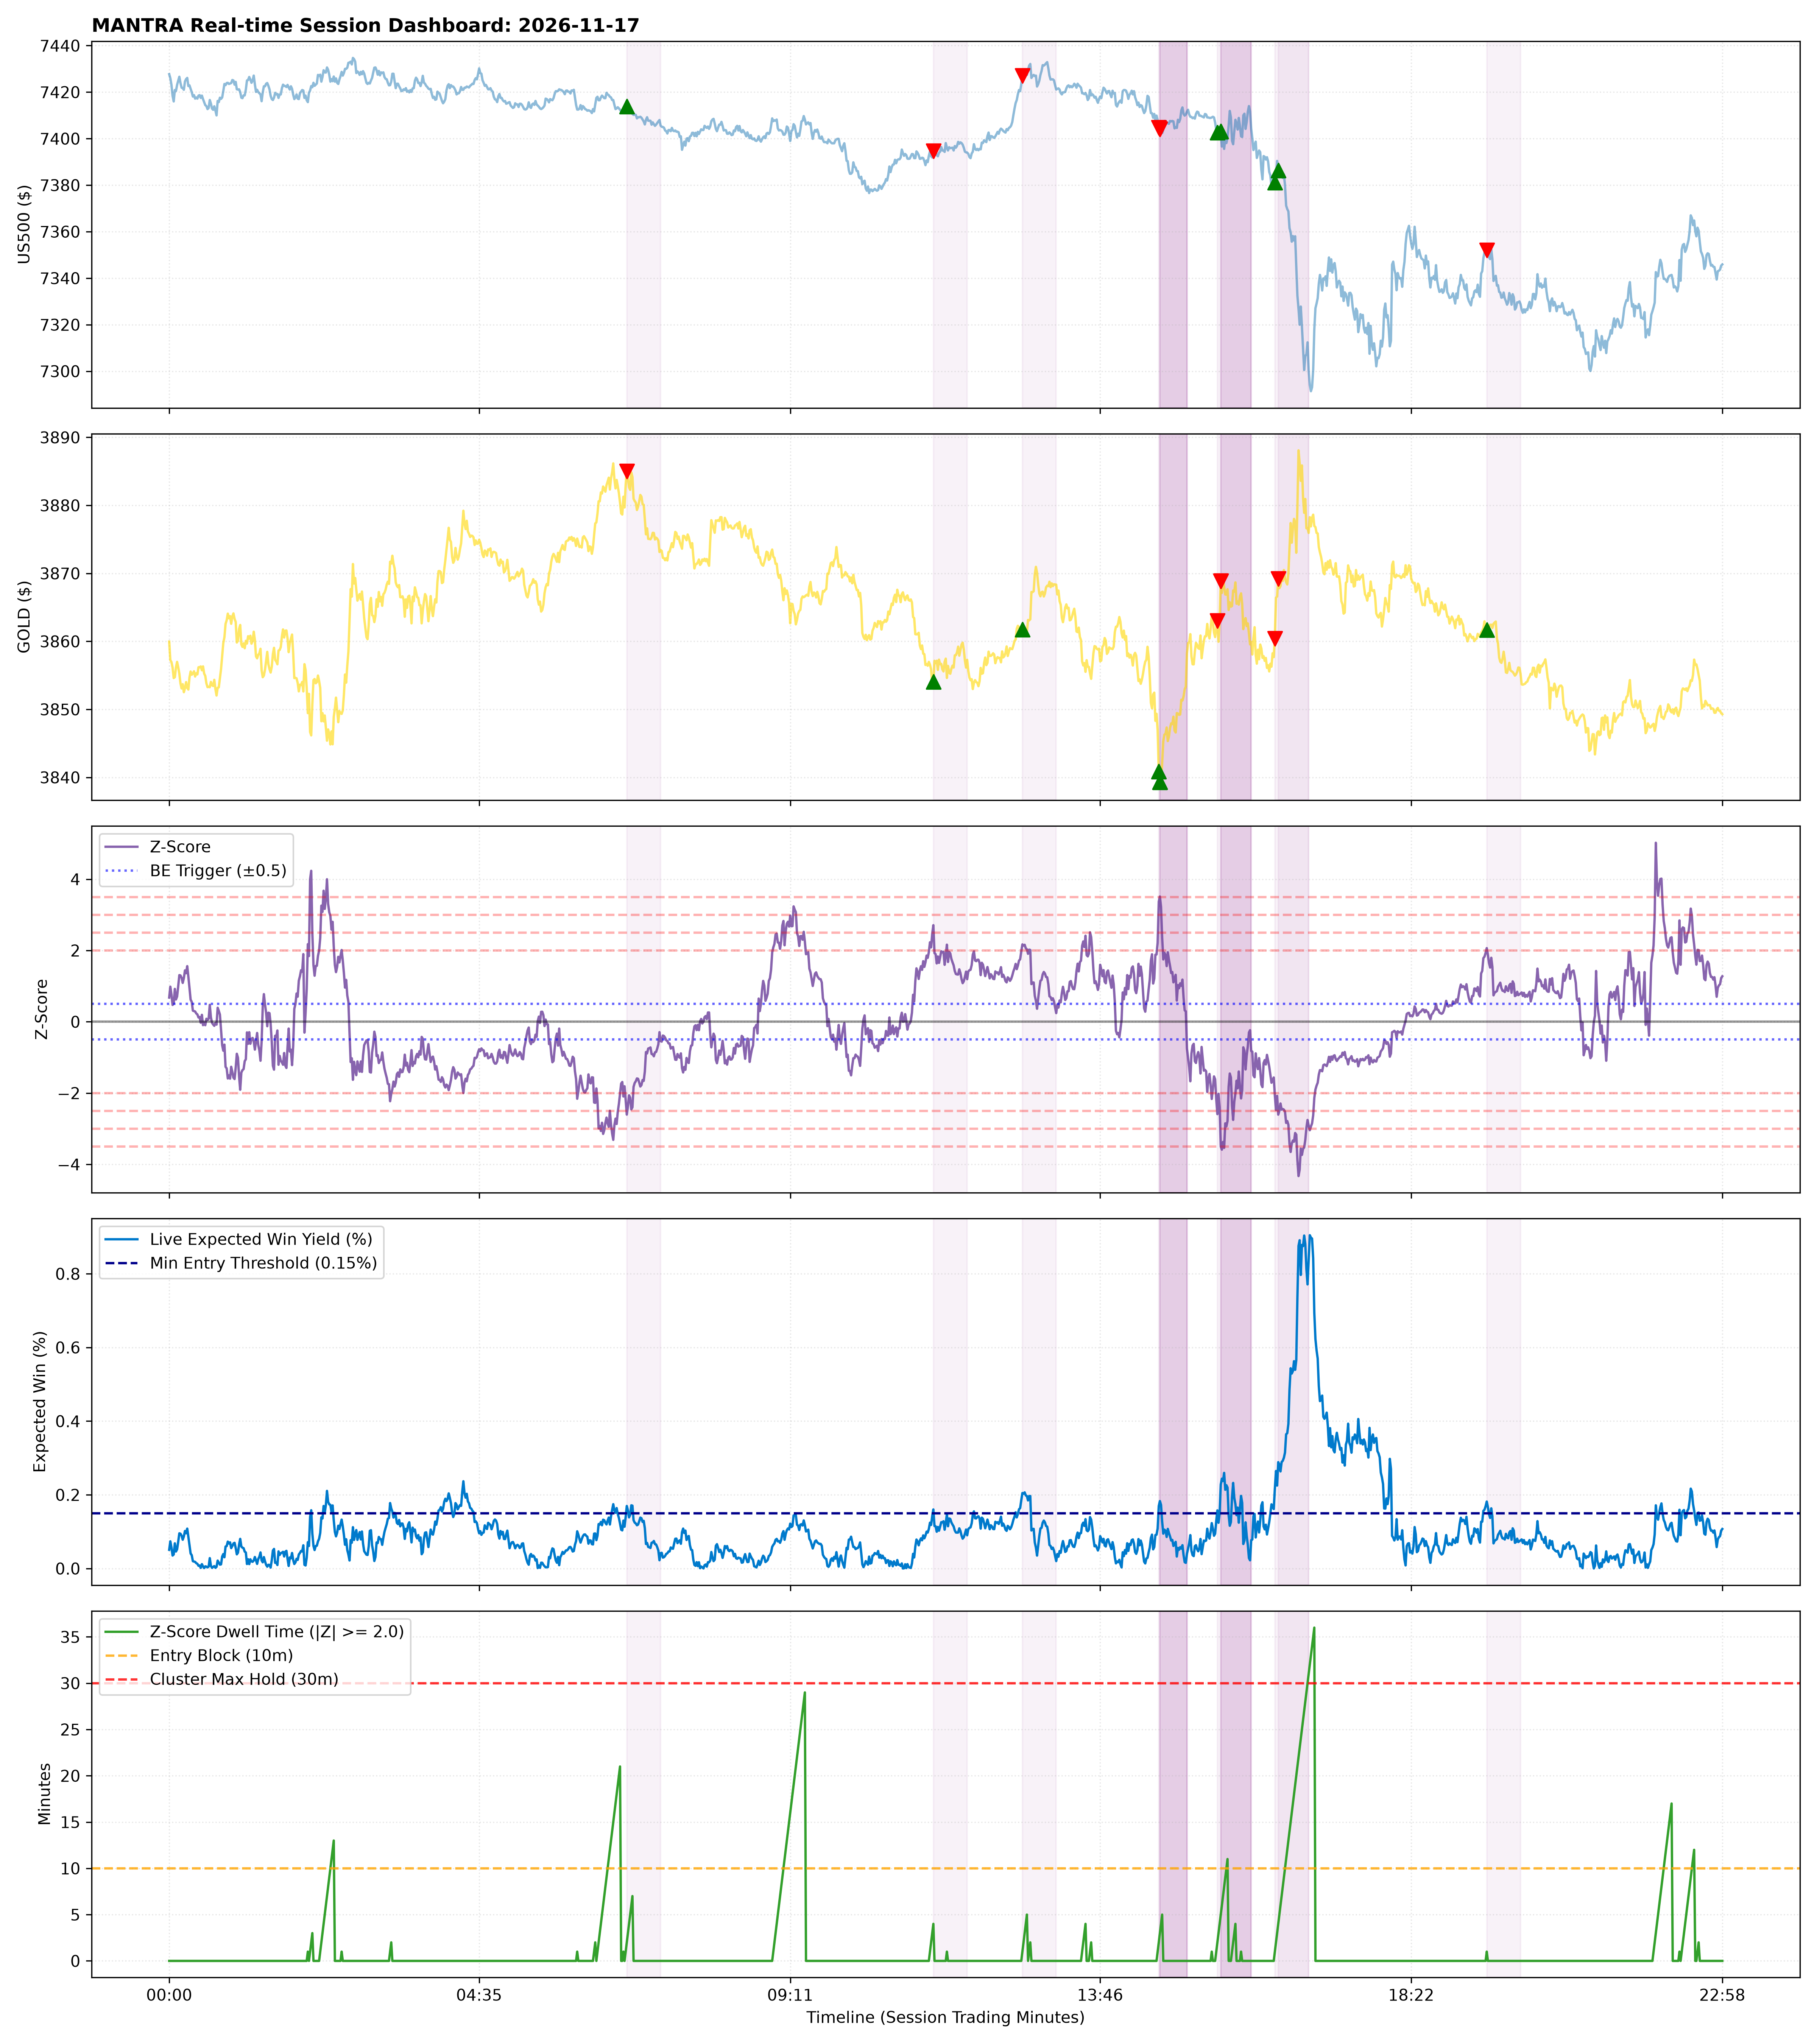 MANTRA Real-time Session Dashboard: 2026-11-17
US500 ($)
7440
7420
7400
7380
7360
7340
7320
7300
GOLD ($)
3890
3880
3870
3860
3850
3840
Z-Score
BE Trigger (±0.5)
Z-Score
4
2
0
−2
−4
Live Expected Win Yield (%)
Min Entry Threshold (0.15%)
Expected Win (%)
0.8
0.6
0.4
0.2
0.0
Z-Score Dwell Time (|Z| >= 2.0)
Entry Block (10m)
Cluster Max Hold (30m)
Minutes
35
30
25
20
15
10
5
0
00:00 04:35 09:11 13:46 18:22 22:58
Timeline (Session Trading Minutes)